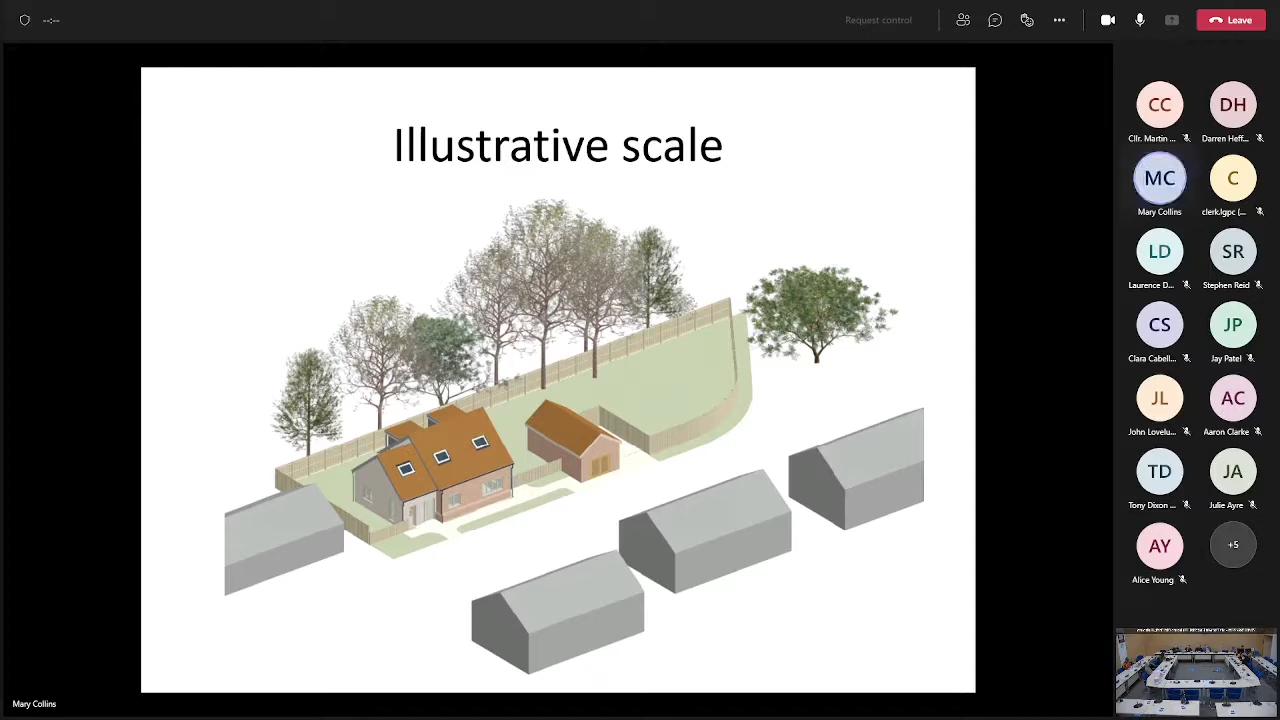 --:--
Request control
Leave
Illustrative scale
CC
DH
Cllr. Martin ...
Darren Heff...
MC
C
Mary Collins
clerk.lgpc (...
LD
SR
Laurence D...
Stephen Reid
CS
JP
Clara Cabell...
Jay Patel
JL
AC
John Lovelu...
Aaron Clarke
TD
JA
Tony Dixon ...
Julie Ayre
AY
+5
Alice Young
Mary Collins